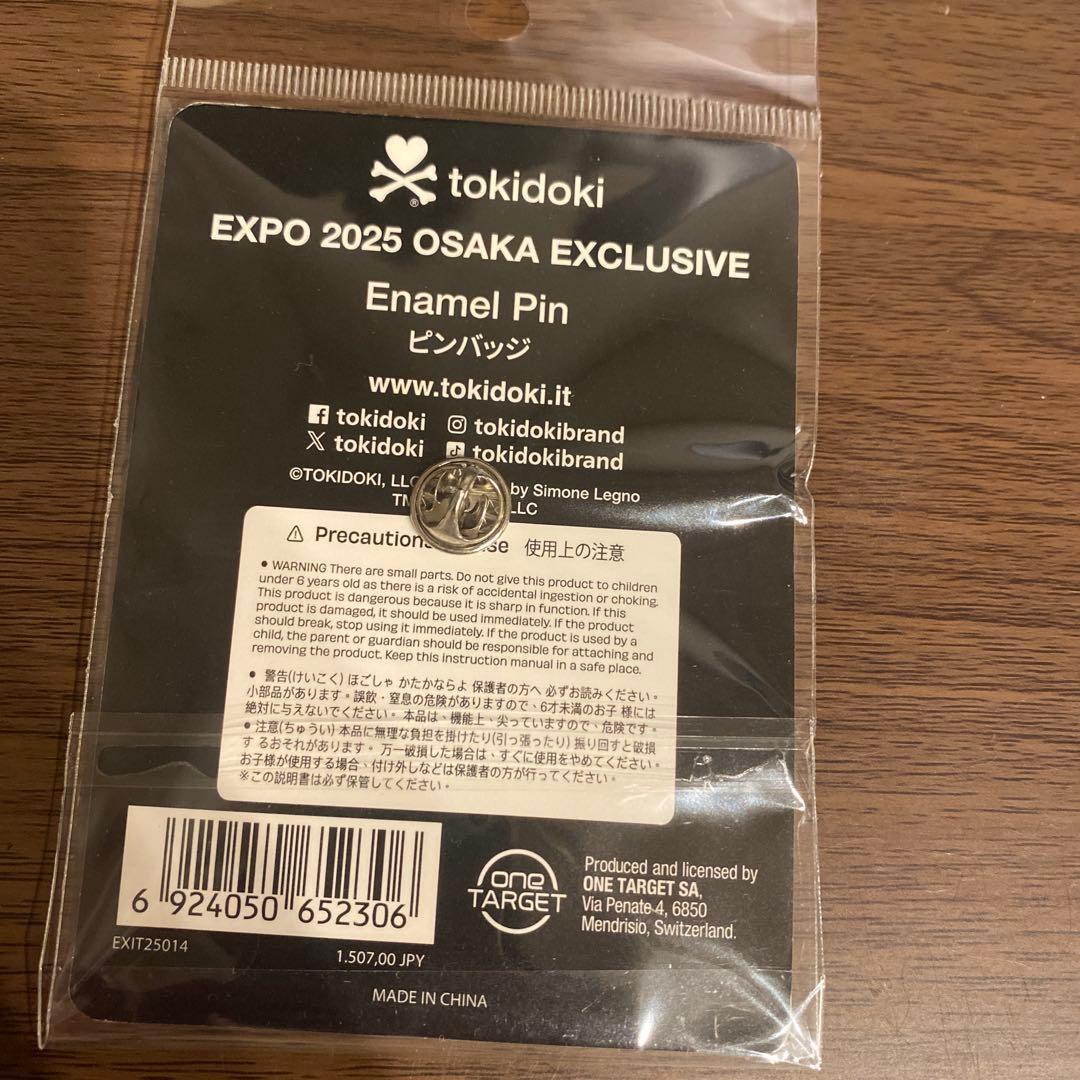 tokidoki
®
EXPO 2025 OSAKA EXCLUSIVE
Enamel Pin
ピンバッジ
www.tokidoki.it
tokidoki tokidokibrand
tokidoki tokidokibrand
©TOKIDOKI, LLC by Simone Legno
LLC
⚠ Precautions 使用上の注意
• WARNING There are small parts. Do not give this product to children
under 6 years old as there is a risk of accidental ingestion or choking.
This product is dangerous because it is sharp in function. If this
product is damaged, it should be used immediately. If the product
should break, stop using it immediately. If the product is used by a
child, the parent or guardian should be responsible for attaching and
removing the product. Keep this instruction manual in a safe place.
• 警告(けいこく) ほごしゃ かたかならよ 保護者の方へ 必ずお読みください。
小部品があります。誤飲・窒息の危険がありますので、6才未満のお子 様には
絶対に与えないでください。 本品は、機能上、尖っていますので、危険です。
• 注意(ちゅうい) 本品に無理な負担を掛けたり(引っ張ったり) 振り回すと破損
す るおそれがあります。 万一破損した場合は、すぐに使用をやめてください。
お子様が使用する場合、付け外しなどは保護者の方が行ってください。
※この説明書は必ず保管してください。
6 924050 652306
EXIT25014
1.507,00 JPY
one
TARGET
Produced and licensed by
ONE TARGET SA,
Via Penate 4, 6850
Mendrisio, Switzerland.
MADE IN CHINA